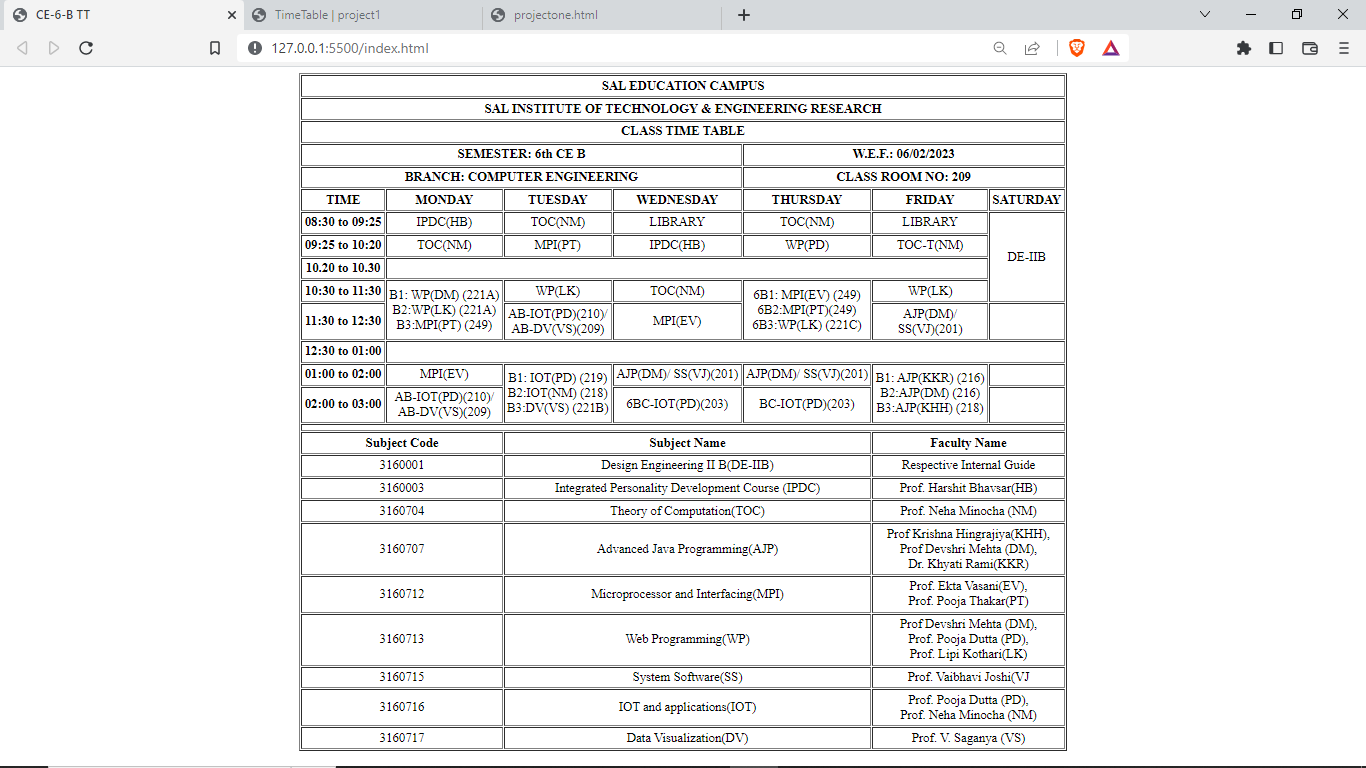 CE-6-B TT
TimeTable | project1
projectone.html
127.0.0.1:5500/index.html
SAL EDUCATION CAMPUS
SAL INSTITUTE OF TECHNOLOGY & ENGINEERING RESEARCH
CLASS TIME TABLE
SEMESTER: 6th CE B
W.E.F.: 06/02/2023
BRANCH: COMPUTER ENGINEERING
CLASS ROOM NO: 209
TIME MONDAY TUESDAY WEDNESDAY THURSDAY FRIDAY SATURDAY
08:30 to 09:25 IPDC(HB) TOC(NM) LIBRARY TOC(NM) LIBRARY
DE-IIB
09:25 to 10:20 TOC(NM) MPI(PT) IPDC(HB) WP(PD) TOC-T(NM)
10.20 to 10.30
10:30 to 11:30
B1: WP(DM) (221A)
B2:WP(LK) (221A)
B3:MPI(PT) (249)
WP(LK)
TOC(NM)
6B1: MPI(EV) (249)
6B2:MPI(PT)(249)
6B3:WP(LK) (221C)
WP(LK)
11:30 to 12:30
AB-IOT(PD)(210)/
AB-DV(VS)(209)
MPI(EV)
AJP(DM)/
SS(VJ)(201)
12:30 to 01:00
01:00 to 02:00
MPI(EV)
B1: IOT(PD) (219)
B2:IOT(NM) (218)
B3:DV(VS) (221B)
AJP(DM)/ SS(VJ)(201)
AJP(DM)/ SS(VJ)(201)
B1: AJP(KKR) (216)
B2:AJP(DM) (216)
B3:AJP(KHH) (218)
02:00 to 03:00
AB-IOT(PD)(210)/
AB-DV(VS)(209)
6BC-IOT(PD)(203)
BC-IOT(PD)(203)
Subject Code Subject Name Faculty Name
3160001 Design Engineering II B(DE-IIB) Respective Internal Guide
3160003 Integrated Personality Development Course (IPDC) Prof. Harshit Bhavsar(HB)
3160704 Theory of Computation(TOC) Prof. Neha Minocha (NM)
3160707 Advanced Java Programming(AJP)
Prof Krishna Hingrajiya(KHH),
Prof Devshri Mehta (DM),
Dr. Khyati Rami(KKR)
3160712 Microprocessor and Interfacing(MPI)
Prof. Ekta Vasani(EV),
Prof. Pooja Thakar(PT)
3160713 Web Programming(WP)
Prof Devshri Mehta (DM),
Prof. Pooja Dutta (PD),
Prof. Lipi Kothari(LK)
3160715 System Software(SS) Prof. Vaibhavi Joshi(VJ
3160716 IOT and applications(IOT)
Prof. Pooja Dutta (PD),
Prof. Neha Minocha (NM)
3160717 Data Visualization(DV) Prof. V. Saganya (VS)